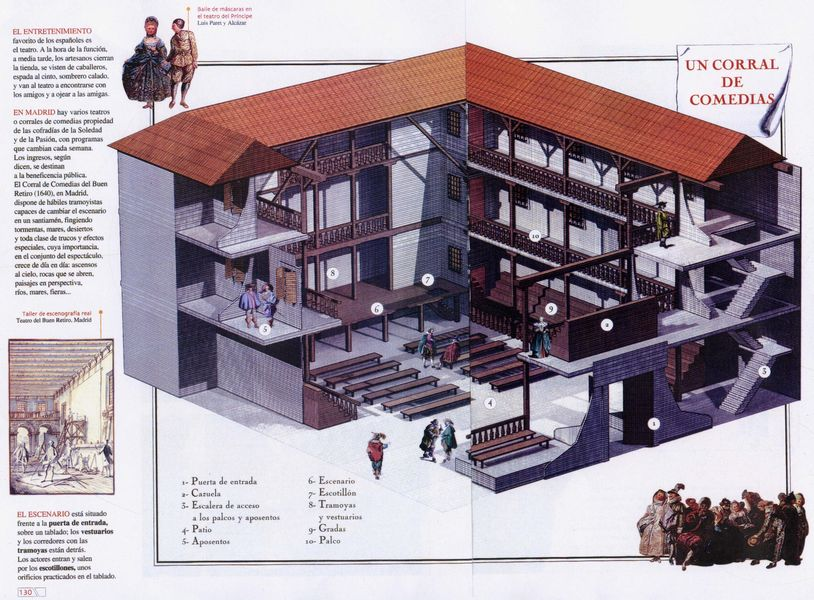 Baile de máscaras en
el teatro del Príncipe
Luis Paret y Alcázar
EL ENTRETENIMIENTO
favorito de los españoles es
el teatro. A la hora de la función,
a media tarde, los artesanos cierran
la tienda, se visten de caballeros,
espada al cinto, sombrero calado,
y van al teatro a encontrarse con
los amigos y a ojear a las amigas.
EN MADRID hay varios teatros
o corrales de comedias propiedad
de las cofradías de la Soledad
y de la Pasión, con programas
que cambian cada semana.
Los ingresos, según
dicen, se destinan
a la beneficencia pública.
El Corral de Comedias del Buen
Retiro (1640), en Madrid,
dispone de hábiles tramoyistas
capaces de cambiar el escenario
en un santiamén, fingiendo
tormentas, mares, desiertos
y toda clase de trucos y efectos
especiales, cuya importancia,
en el conjunto del espectáculo,
crece de día en día: ascensos
al cielo, rocas que se abren,
paisajes en perspectiva,
ríos, mares, fieras...
Taller de escenografía real
Teatro del Buen Retiro, Madrid
EL ESCENARIO está situado
frente a la puerta de entrada,
sobre un tablado; los vestuarios
y los corredores con las
tramoyas están detrás.
Los actores entran y salen
por los escotillones, unos
orificios practicados en el tablado.
130
UN CORRAL
DE
COMEDIAS
10
8
7
6
9
2
5
3
4
1
1- Puerta de entrada
2- Cazuela
3- Escalera de acceso
a los palcos y aposentos
4- Patio
5- Aposentos
6- Escenario
7- Escotillón
8- Tramoyas
y vestuarios
9- Gradas
10- Palco